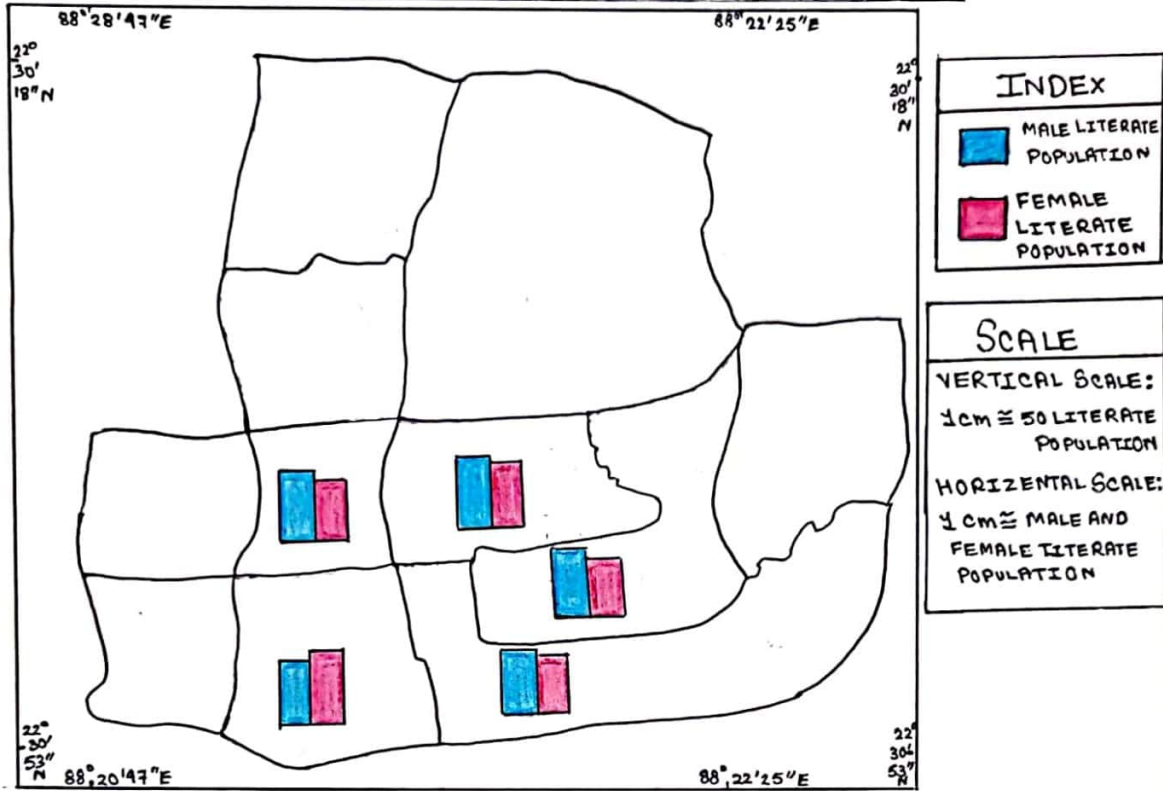 88°28'47"E
88°22'25"E
22°
30'
18"N
22°
30'
18"
N
INDEX
MALE LITERATE
POPULATION
FEMALE
LITERATE
POPULATION
SCALE
VERTICAL SCALE:
1cm ≅ 50 LITERATE
POPULATION
HORIZENTAL SCALE:
1 cm ≅ MALE AND
FEMALE LITERATE
POPULATION
22°
30'
53"
N
88°20'47"E
88°22'25"E
22°
30'
53"
N